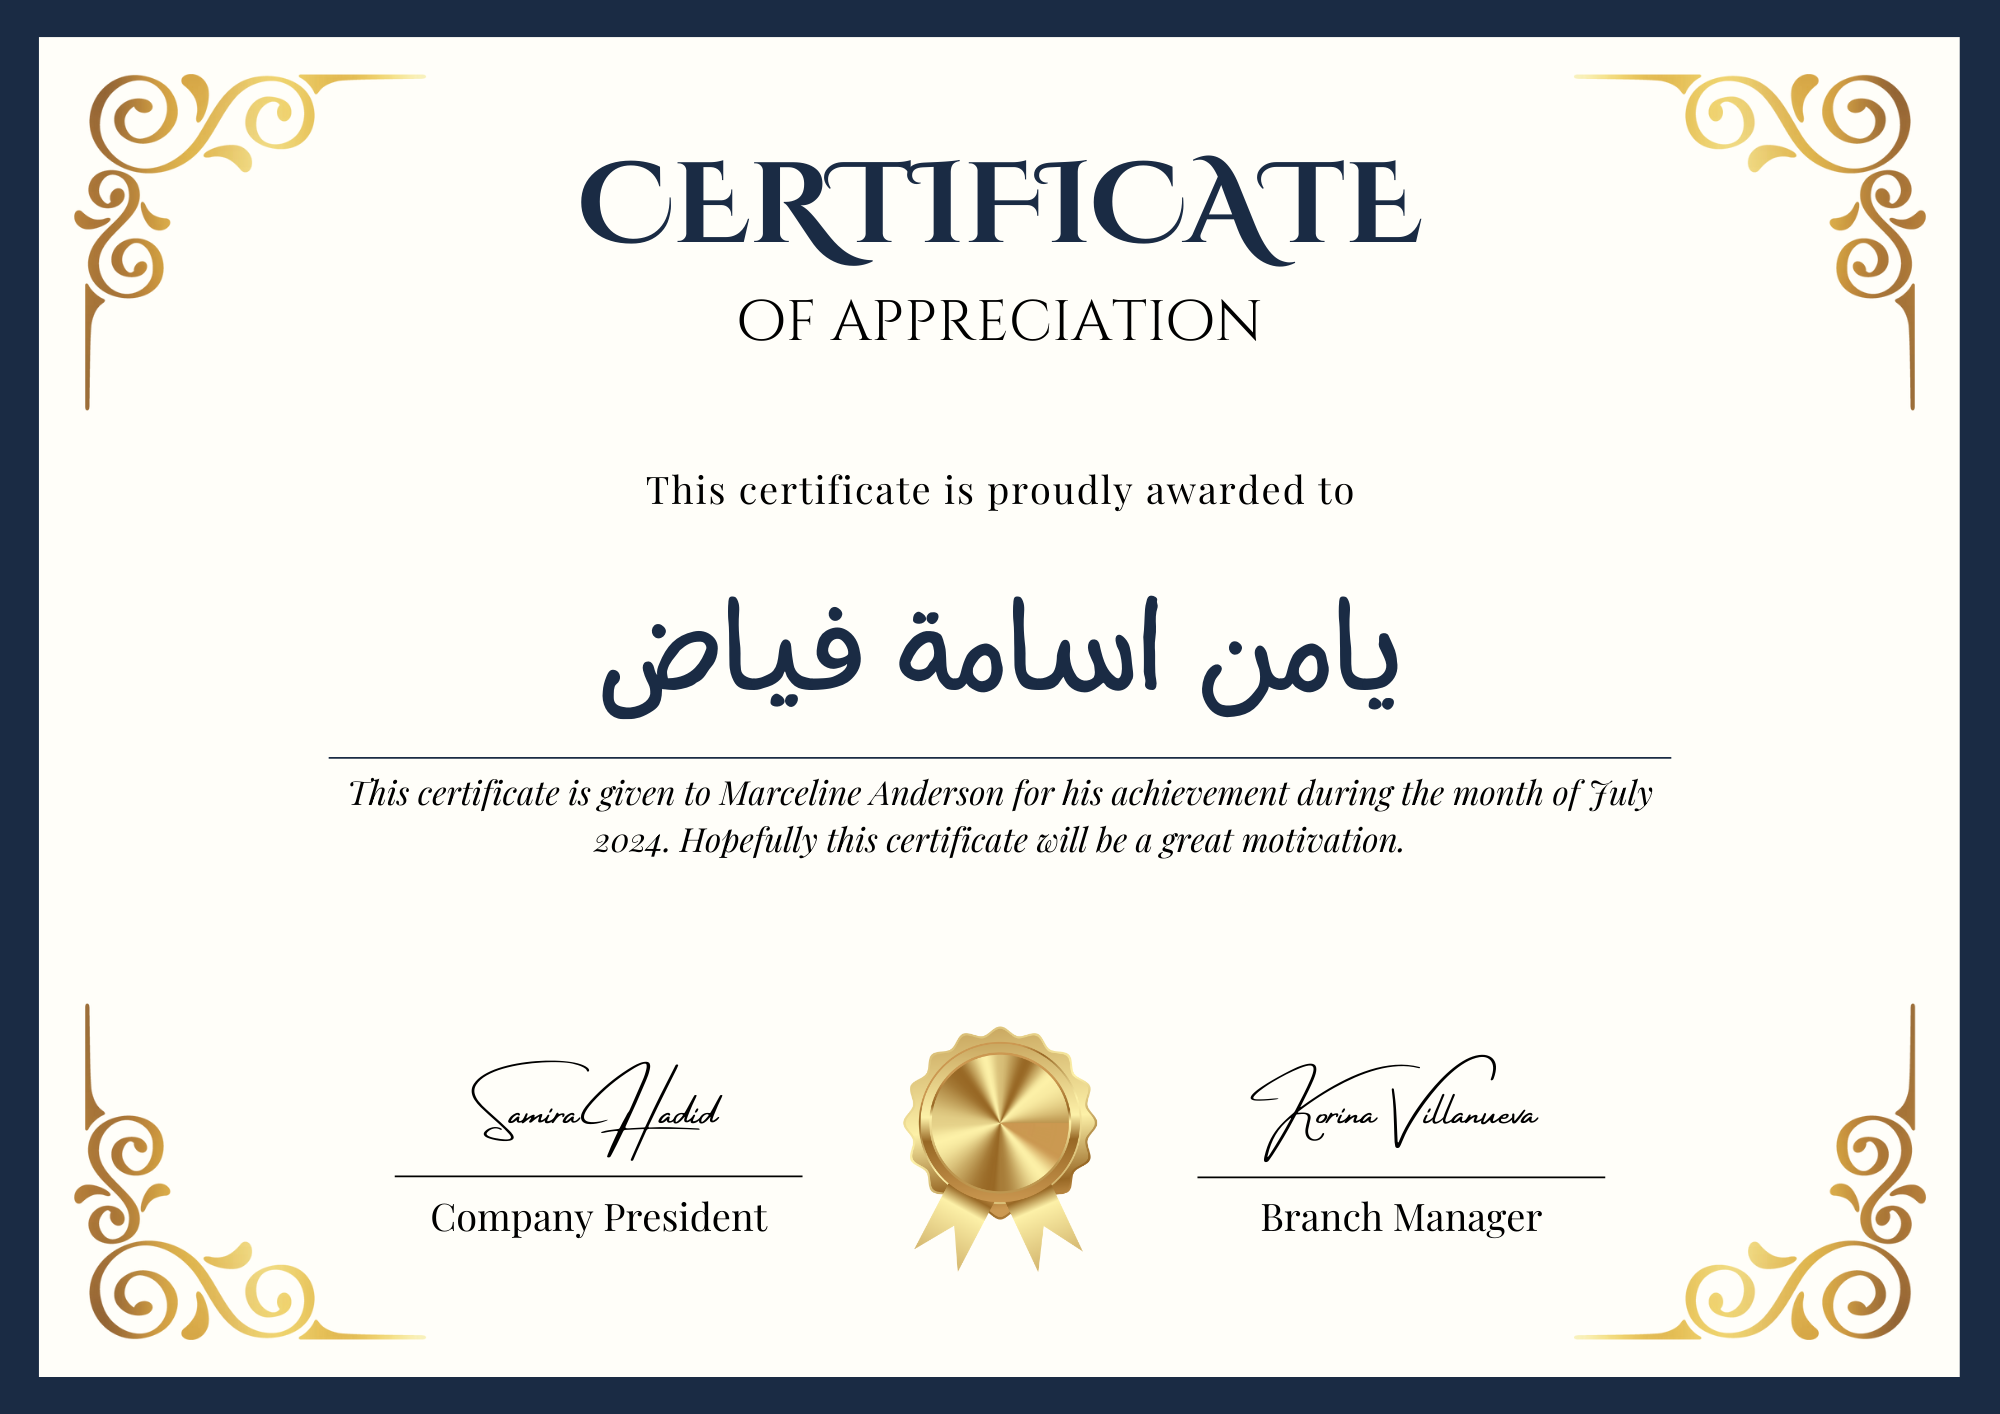 CERTIFICATE
OF APPRECIATION
This certificate is proudly awarded to
يامن اسامة فياض
This certificate is given to Marceline Anderson for his achievement during the month of July
2024. Hopefully this certificate will be a great motivation.
Samira Hadid
Korina Villanueva
Company President
Branch Manager